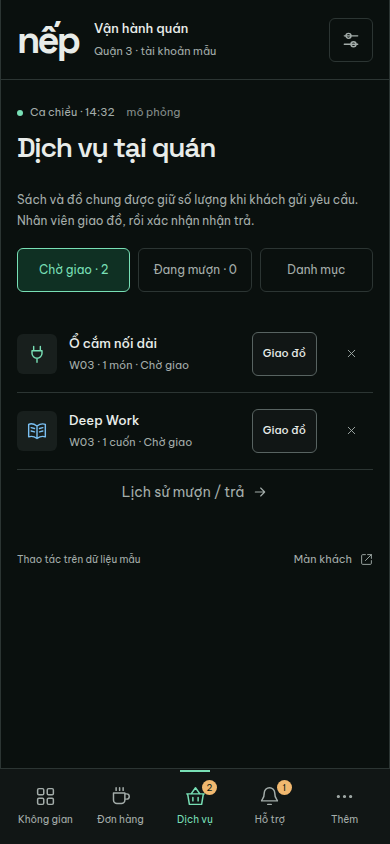 nếp
Vận hành quán
Quận 3 · tài khoản mẫu
Ca chiều · 14:32 mô phỏng
Dịch vụ tại quán
Sách và đồ chung được giữ số lượng khi khách gửi yêu cầu.
Nhân viên giao đồ, rồi xác nhận nhận trả.
Chờ giao · 2
Đang mượn · 0
Danh mục
Ổ cắm nối dài
W03 · 1 món · Chờ giao
Giao đồ
Deep Work
W03 · 1 cuốn · Chờ giao
Giao đồ
Lịch sử mượn / trả
Thao tác trên dữ liệu mẫu
Màn khách
2
1
Không gian
Đơn hàng
Dịch vụ
Hỗ trợ
Thêm